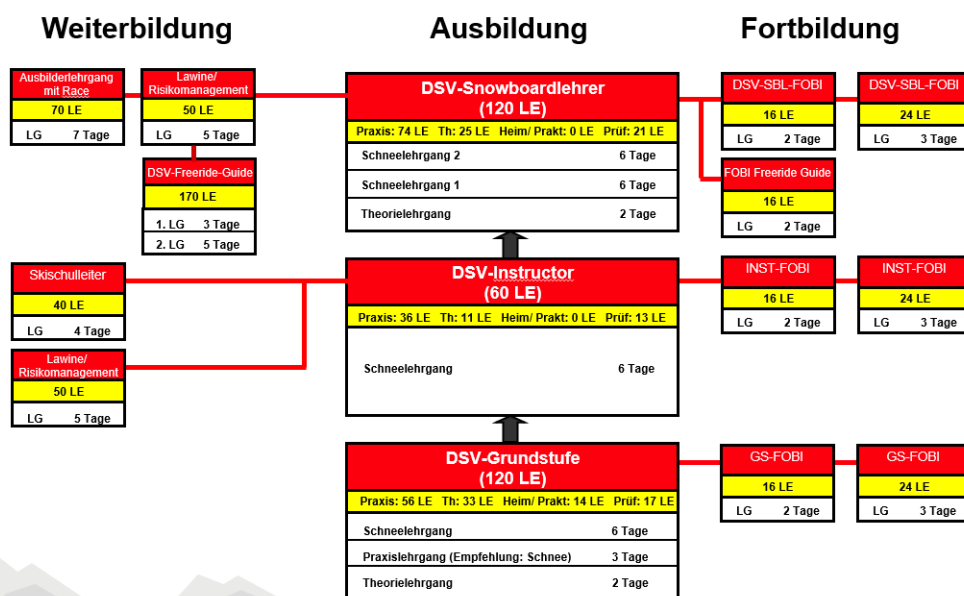 Weiterbildung
Ausbildung
Fortbildung
Ausbilderlehrgang
mit Race
70 LE
LG 7 Tage
Lawine/
Risikomanagement
50 LE
LG 5 Tage
DSV-Freeride-Guide
170 LE
1. LG 3 Tage
2. LG 5 Tage
DSV-Snowboardlehrer
(120 LE)
Praxis: 74 LE Th: 25 LE Heim/ Prakt: 0 LE Prüf: 21 LE
Schneelehrgang 2 6 Tage
Schneelehrgang 1 6 Tage
Theorielehrgang 2 Tage
DSV-SBL-FOBI
16 LE
LG 2 Tage
DSV-SBL-FOBI
24 LE
LG 3 Tage
FOBI Freeride Guide
16 LE
LG 2 Tage
Skischulleiter
40 LE
LG 4 Tage
Lawine/
Risikomanagement
50 LE
LG 5 Tage
DSV-Instructor
(60 LE)
Praxis: 36 LE Th: 11 LE Heim/ Prakt: 0 LE Prüf: 13 LE
Schneelehrgang 6 Tage
INST-FOBI
16 LE
LG 2 Tage
INST-FOBI
24 LE
LG 3 Tage
DSV-Grundstufe
(120 LE)
Praxis: 56 LE Th: 33 LE Heim/ Prakt: 14 LE Prüf: 17 LE
Schneelehrgang 6 Tage
Praxislehrgang (Empfehlung: Schnee) 3 Tage
Theorielehrgang 2 Tage
GS-FOBI
16 LE
LG 2 Tage
GS-FOBI
24 LE
LG 3 Tage